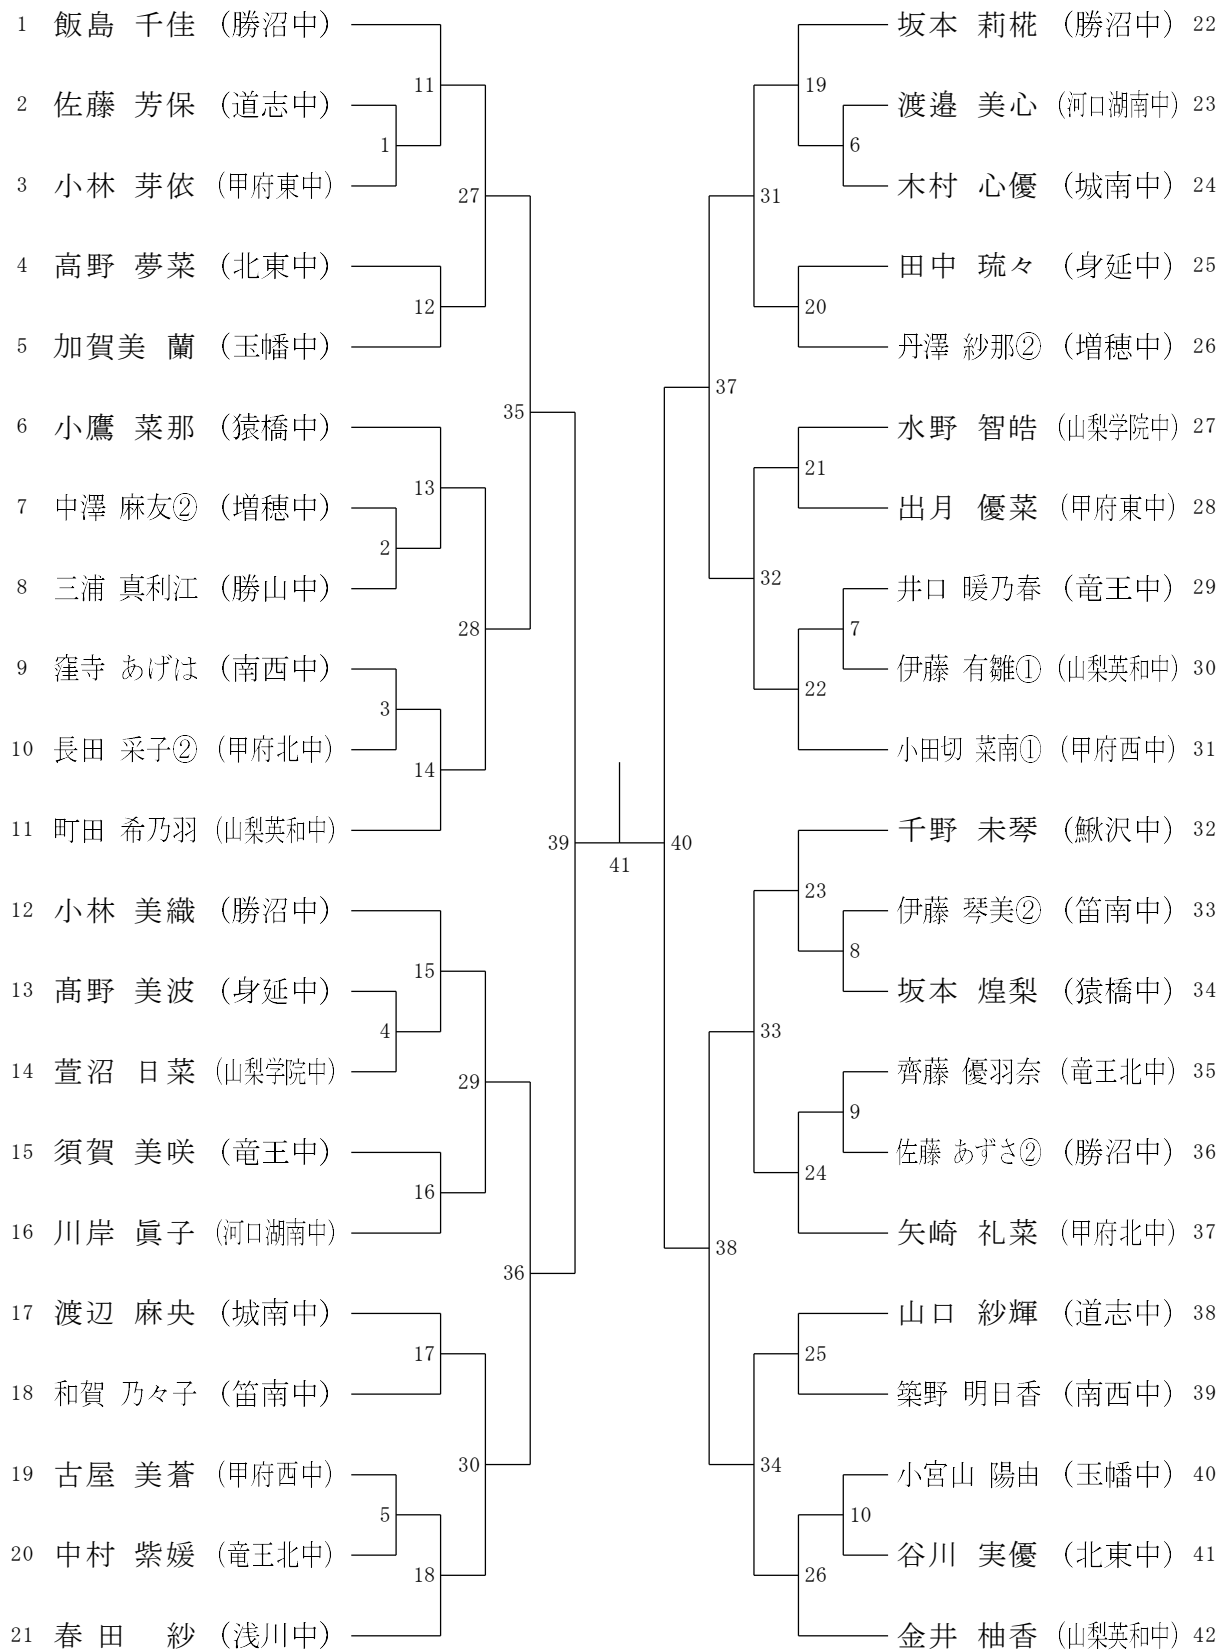 1 飯島 千佳 (勝沼中)
2 佐藤 芳保 (道志中)
3 小林 芽依 (甲府東中)
4 高野 夢菜 (北東中)
5 加賀美 蘭 (玉幡中)
6 小鷹 菜那 (猿橋中)
7 中澤 麻友② (増穂中)
8 三浦 真利江 (勝山中)
9 窪寺 あげは (南西中)
10 長田 采子② (甲府北中)
11 町田 希乃羽 (山梨英和中)
12 小林 美織 (勝沼中)
13 髙野 美波 (身延中)
14 萱沼 日菜 (山梨学院中)
15 須賀 美咲 (竜王中)
16 川岸 眞子 (河口湖南中)
17 渡辺 麻央 (城南中)
18 和賀 乃々子 (笛南中)
19 古屋 美蒼 (甲府西中)
20 中村 紫媛 (竜王北中)
21 春田 紗 (浅川中)
1
2
3
4
5
11
12
13
14
15
16
17
18
27
28
29
30
35
36
39
41
40
37
38
31
32
33
34
19
20
21
22
23
24
25
26
6
7
8
9
10
坂本 莉椛 (勝沼中) 22
渡邉 美心 (河口湖南中) 23
木村 心優 (城南中) 24
田中 琉々 (身延中) 25
丹澤 紗那② (増穂中) 26
水野 智皓 (山梨学院中) 27
出月 優菜 (甲府東中) 28
井口 暖乃春 (竜王中) 29
伊藤 有雛① (山梨英和中) 30
小田切 菜南① (甲府西中) 31
千野 未琴 (鰍沢中) 32
伊藤 琴美② (笛南中) 33
坂本 煌梨 (猿橋中) 34
齊藤 優羽奈 (竜王北中) 35
佐藤 あずさ② (勝沼中) 36
矢崎 礼菜 (甲府北中) 37
山口 紗輝 (道志中) 38
築野 明日香 (南西中) 39
小宮山 陽由 (玉幡中) 40
谷川 実優 (北東中) 41
金井 柚香 (山梨英和中) 42